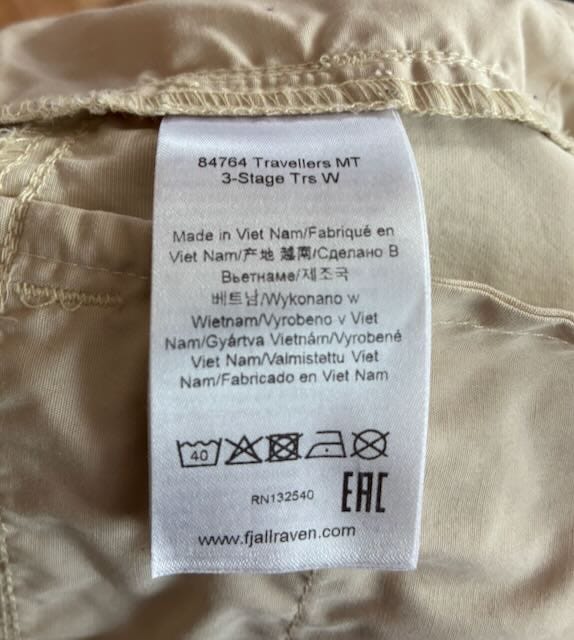 84764 Travellers MT
3-Stage Trs W
Made in Viet Nam/Fabriqué en
Viet Nam/产地 越南/Сделано в
Вьетнаме/제조국
베트남/Wykonano w
Wietnam/Vyrobeno v Viet
Nam/Gyártva Vietnám/Vyrobené
Viet Nam/Valmistettu Viet
Nam/Fabricado en Viet Nam
40
RN132540 EAC
www.fjallraven.com